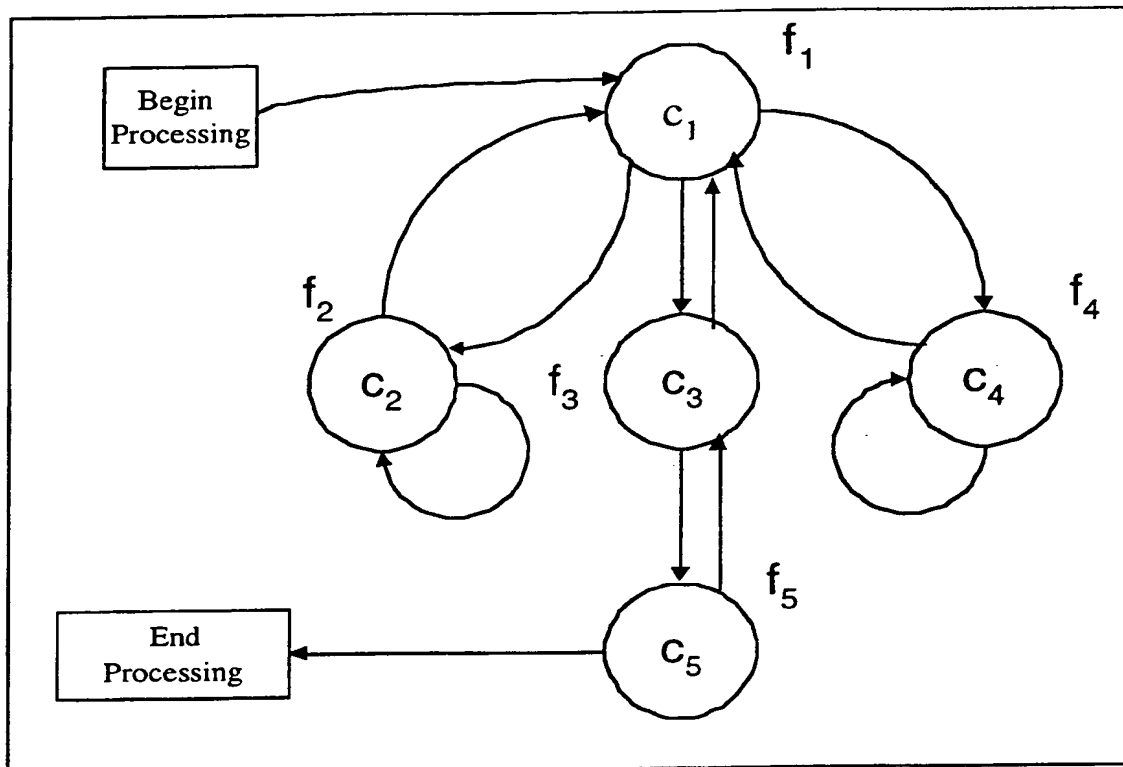 f1
Begin
Processing
C1
f2
f4
C2
f3
C3
C4
f5
End
Processing
C5